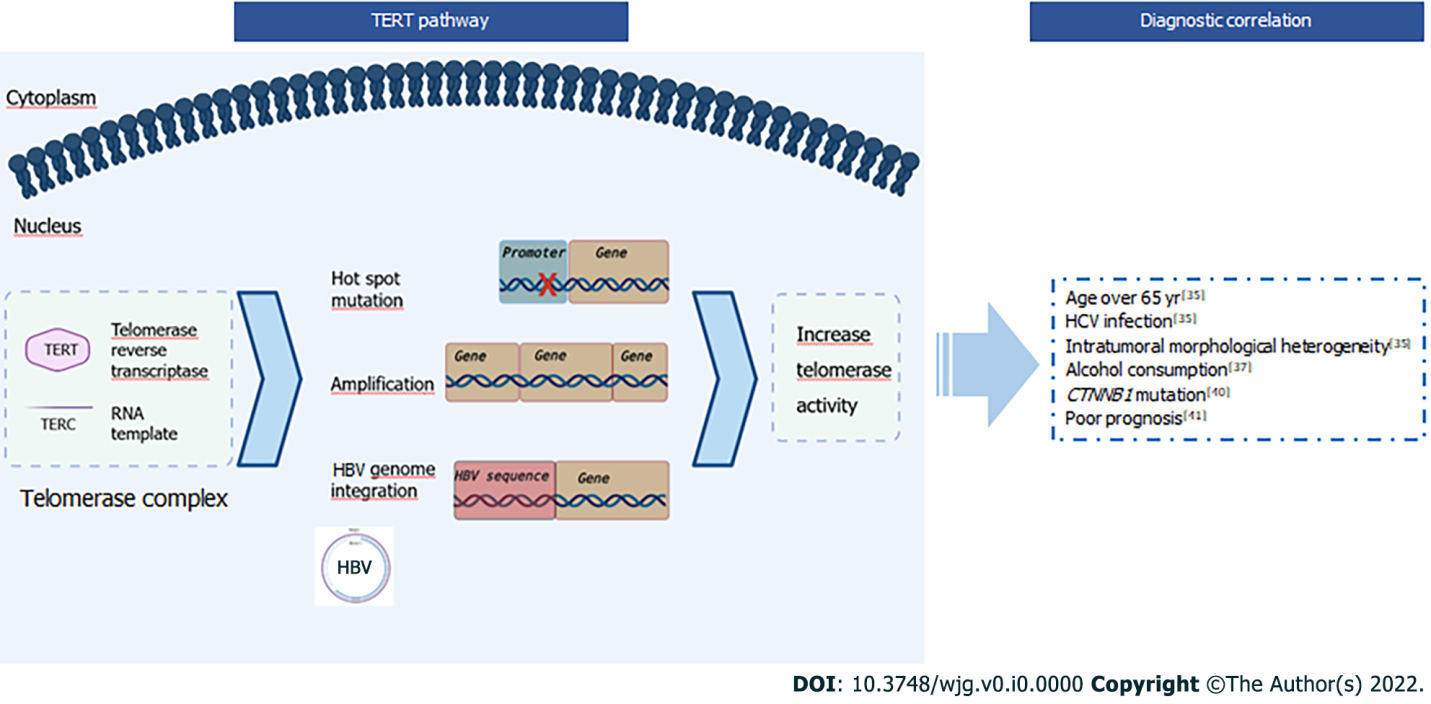 TERT pathway
Diagnostic correlation
Cytoplasm
Nucleus
TERT
Telomerase
reverse
transcriptase
TERC
RNA
template
Telomerase complex
Hot spot
mutation
Promoter
Gene
X
Amplification
Gene
Gene
Gene
HBV genome
integration
HBV sequence
Gene
HBV
Increase
telomerase
activity
Age over 65 yr[35]
HCV infection[35]
Intratumoral morphological heterogeneity[35]
Alcohol consumption[37]
CTNNB1 mutation[40]
Poor prognosis[41]
DOI: 10.3748/wjg.v0.i0.0000 Copyright ©The Author(s) 2022.